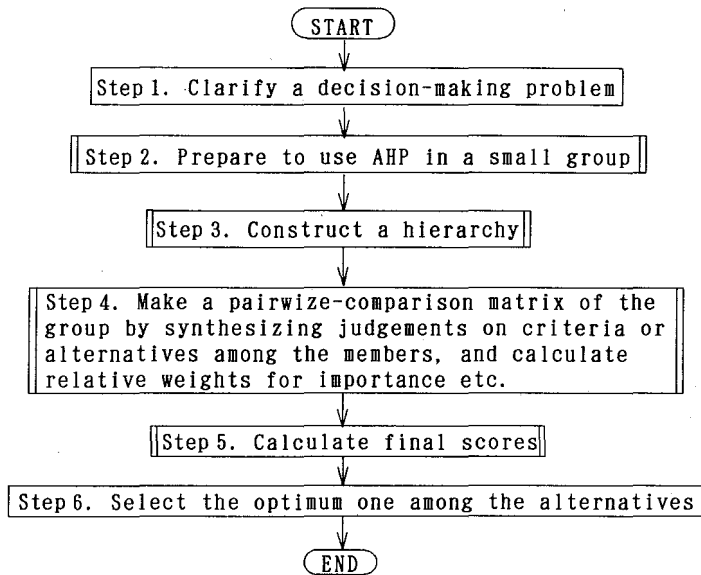 START
Step 1. Clarify a decision-making problem
Step 2. Prepare to use AHP in a small group
Step 3. Construct a hierarchy
Step 4. Make a pairwize-comparison matrix of the
group by synthesizing judgements on criteria or
alternatives among the members, and calculate
relative weights for importance etc.
Step 5. Calculate final scores
Step 6. Select the optimum one among the alternatives
END